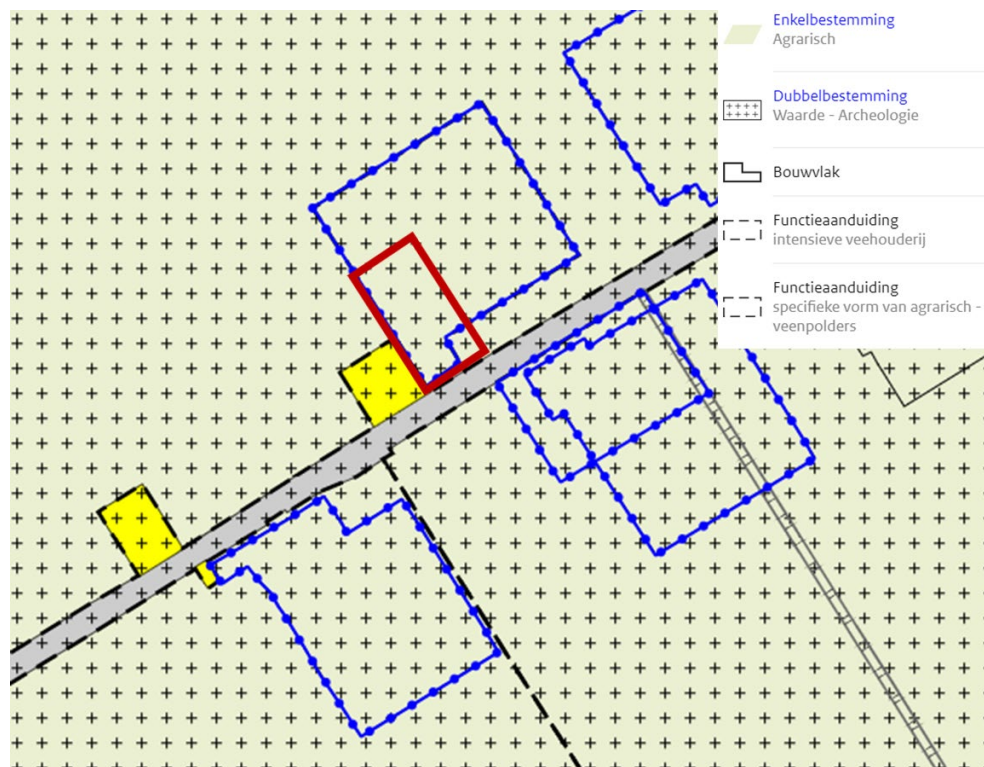 Enkelbestemming
Agrarisch
Dubbelbestemming
Waarde - Archeologie
Bouwvlak
Functieaanduiding
intensieve veehouderij
Functieaanduiding
specifieke vorm van agrarisch -
veenpolders